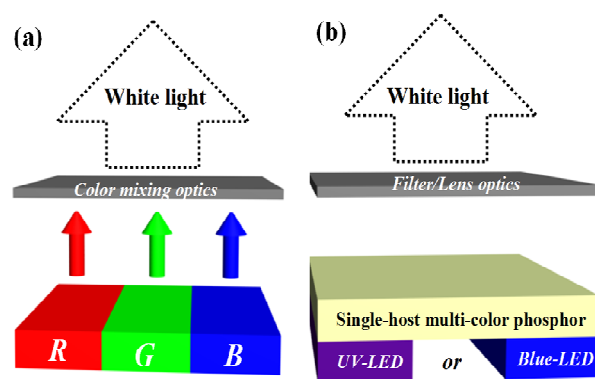 (a)
White light
Color mixing optics
R G B
(b)
White light
Filter/Lens optics
Single-host multi-color phosphor
UV-LED or Blue-LED